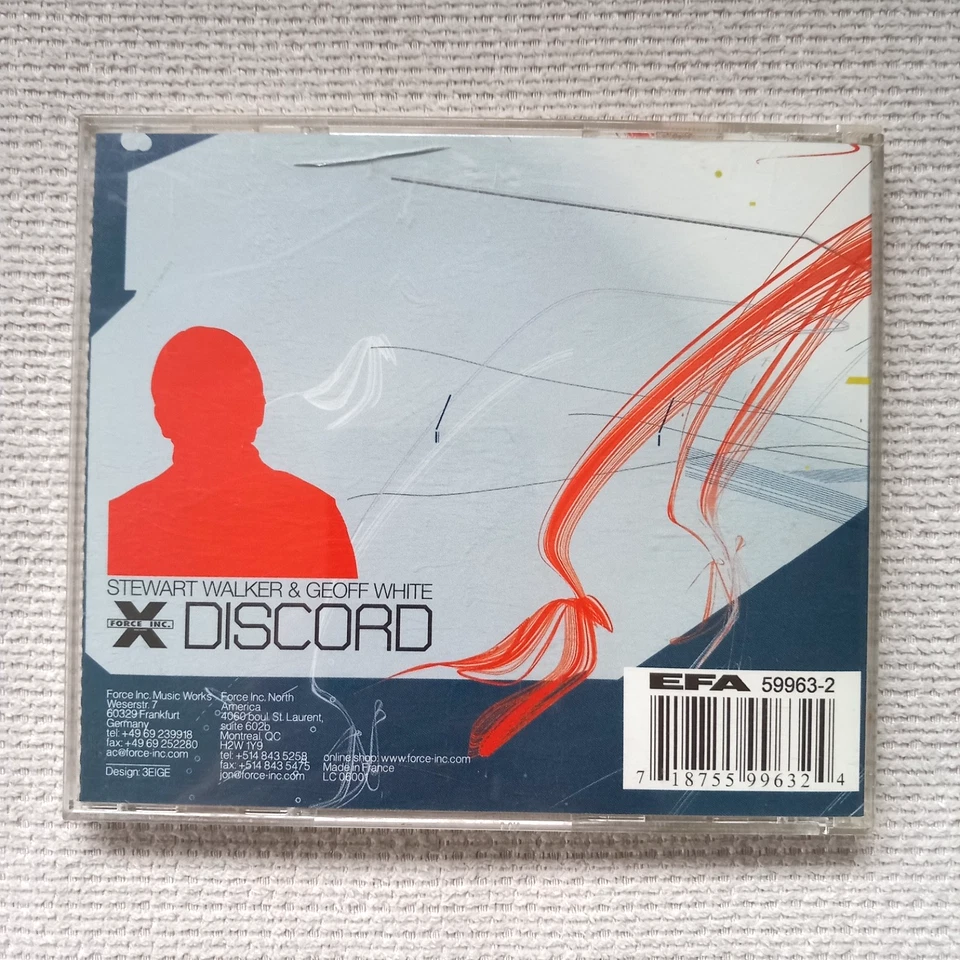 STEWART WALKER & GEOFF WHITE
FORCE INC.
X DISCORD
Force Inc. Music Works
Weserstr. 7
60329 Frankfurt
Germany
tel: +49 69 239918
fax: +49 69 252280
ac@force-inc.com
Design: 3EIGE
Force Inc. North
America
4060 boul. St. Laurent,
suite 602b
Montreal, QC
H2W 1Y9
tel: +514 843 5258
fax: +514 843 5475
jon@force-inc.com
online shop: www.force-inc.com
Made in France
LC 06001
EFA 59963-2
7 18755 99632 4